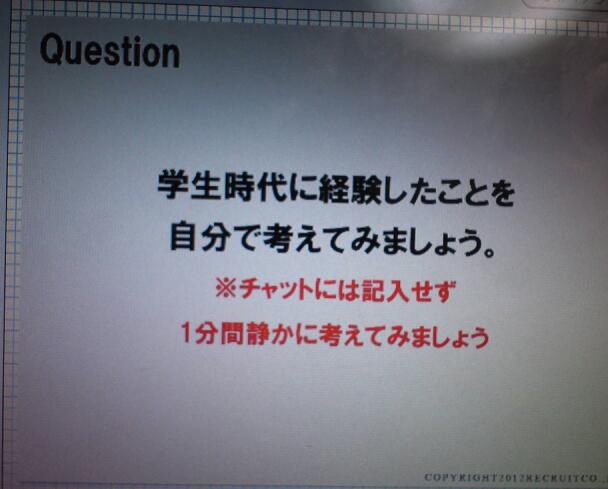 Question
学生時代に経験したことを
自分で考えてみましょう。
※チャットには記入せず
1分間静かに考えてみましょう
COPYRIGHT2012RECRUITCO.